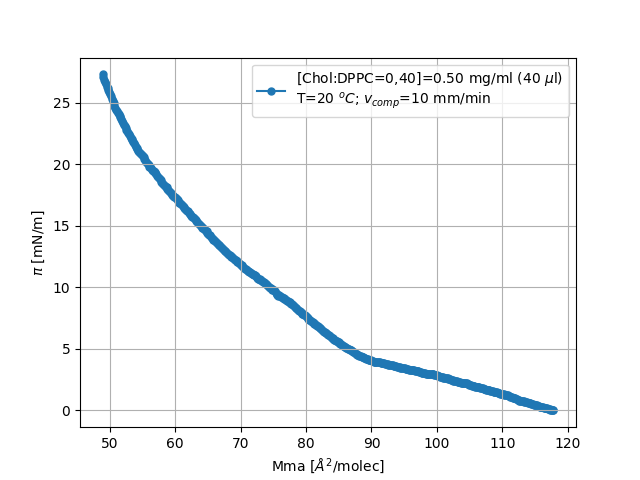 [Chol:DPPC=0,40]=0.50 mg/ml (40 μl)
T=20 °C; v_comp=10 mm/min
25
20
15
10
5
0
π [mN/m]
50 60 70 80 90 100 110 120
Mma [Å²/molec]